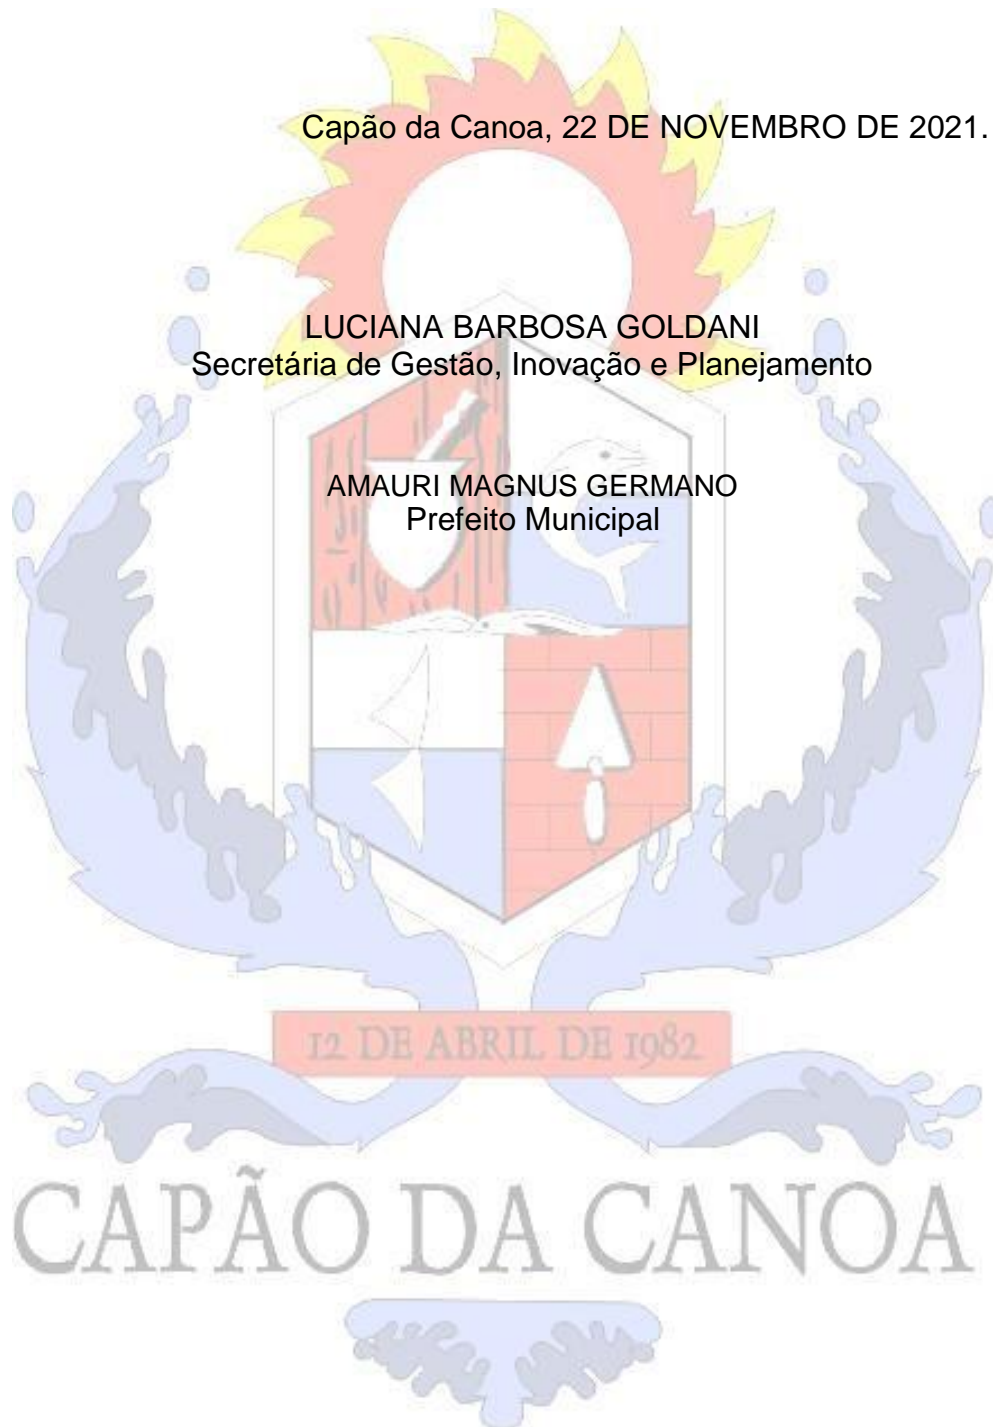 Capão da Canoa, 22 DE NOVEMBRO DE 2021.
LUCIANA BARBOSA GOLDANI
Secretária de Gestão, Inovação e Planejamento
AMAURI MAGNUS GERMANO
Prefeito Municipal
12 DE ABRIL DE 1982
CAPÃO DA CANOA